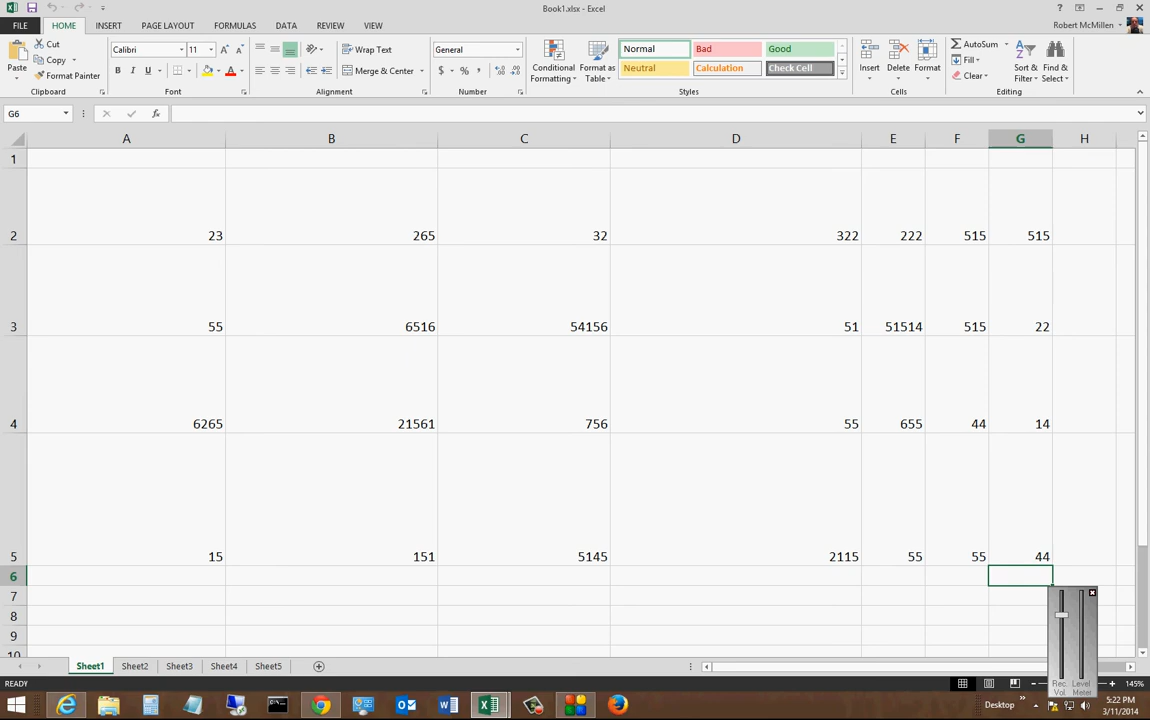 Book1.xlsx - Excel
FILE HOME INSERT PAGE LAYOUT FORMULAS DATA REVIEW VIEW Robert McMillen
Paste Cut Copy Format Painter Clipboard
Calibri 11 B I U Font
Wrap Text Merge & Center Alignment
General $ % Number
Conditional Formatting Format as Table
Normal Bad Good
Neutral Calculation Check Cell
Styles
Insert Delete Format Cells
AutoSum Fill Clear Sort & Filter Find & Select Editing
G6 fx
A B C D E F G H
1
2 23 265 32 322 222 515 515
3 55 6516 54156 51 51514 515 22
4 6265 21561 756 55 655 44 14
5 15 151 5145 2115 55 55 44
6
7
8
9
10
Sheet1 Sheet2 Sheet3 Sheet4 Sheet5
READY 145%
Rec. Vol Level Meter
Desktop 5:22 PM
3/11/2014